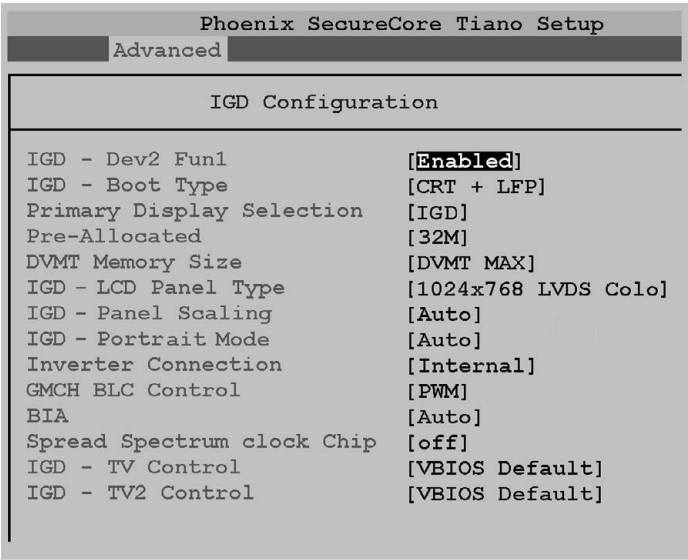 Phoenix SecureCore Tiano Setup
Advanced
IGD Configuration
IGD - Dev2 Fun1 [Enabled]
IGD - Boot Type [CRT + LFP]
Primary Display Selection [IGD]
Pre-Allocated [32M]
DVMT Memory Size [DVMT MAX]
IGD - LCD Panel Type [1024x768 LVDS Colo]
IGD - Panel Scaling [Auto]
IGD - Portrait Mode [Auto]
Inverter Connection [Internal]
GMCH BLC Control [PWM]
BIA [Auto]
Spread Spectrum clock Chip [off]
IGD - TV Control [VBIOS Default]
IGD - TV2 Control [VBIOS Default]